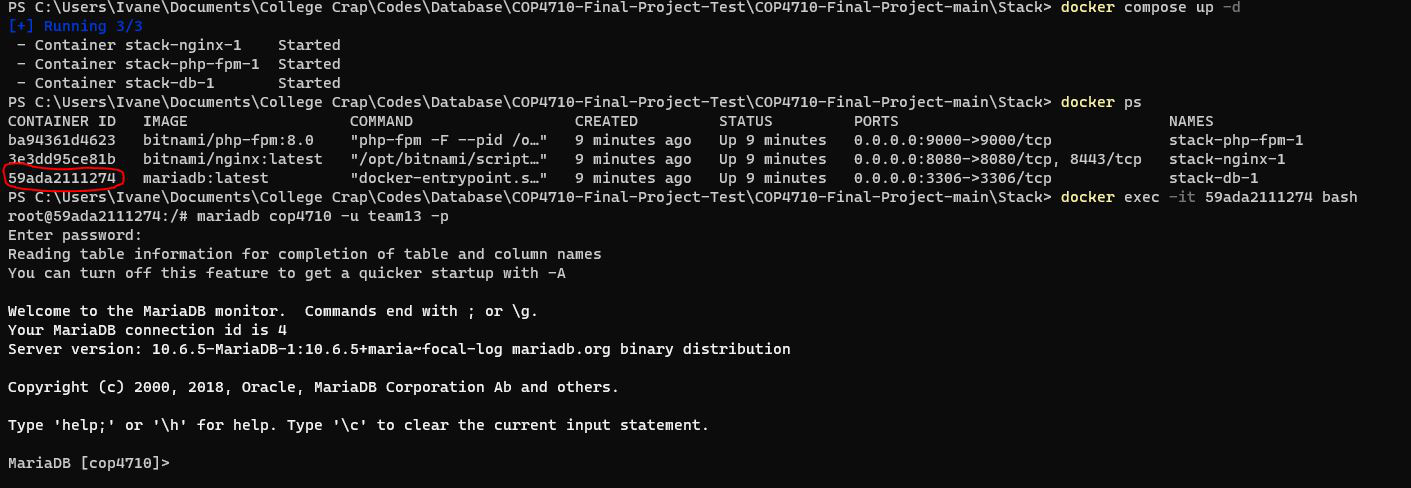 PS C:\Users\Ivane\Documents\College Crap\Codes\Database\COP4710-Final-Project-Test\COP4710-Final-Project-main\Stack> docker compose up -d
[+] Running 3/3
 - Container stack-nginx-1    Started
 - Container stack-php-fpm-1  Started
 - Container stack-db-1       Started
PS C:\Users\Ivane\Documents\College Crap\Codes\Database\COP4710-Final-Project-Test\COP4710-Final-Project-main\Stack> docker ps
CONTAINER ID   IMAGE                  COMMAND                  CREATED         STATUS         PORTS                              NAMES
ba94361d4623   bitnami/php-fpm:8.0    "php-fpm -F --pid /o…"   9 minutes ago   Up 9 minutes   0.0.0.0:9000->9000/tcp             stack-php-fpm-1
3e3dd95ce81b   bitnami/nginx:latest   "/opt/bitnami/script…"   9 minutes ago   Up 9 minutes   0.0.0.0:8080->8080/tcp, 8443/tcp   stack-nginx-1
59ada2111274   mariadb:latest         "docker-entrypoint.s…"   9 minutes ago   Up 9 minutes   0.0.0.0:3306->3306/tcp             stack-db-1
PS C:\Users\Ivane\Documents\College Crap\Codes\Database\COP4710-Final-Project-Test\COP4710-Final-Project-main\Stack> docker exec -it 59ada2111274 bash
root@59ada2111274:/# mariadb cop4710 -u team13 -p
Enter password:
Reading table information for completion of table and column names
You can turn off this feature to get a quicker startup with -A

Welcome to the MariaDB monitor.  Commands end with ; or \g.
Your MariaDB connection id is 4
Server version: 10.6.5-MariaDB-1:10.6.5+maria~focal-log mariadb.org binary distribution

Copyright (c) 2000, 2018, Oracle, MariaDB Corporation Ab and others.

Type 'help;' or '\h' for help. Type '\c' to clear the current input statement.

MariaDB [cop4710]>